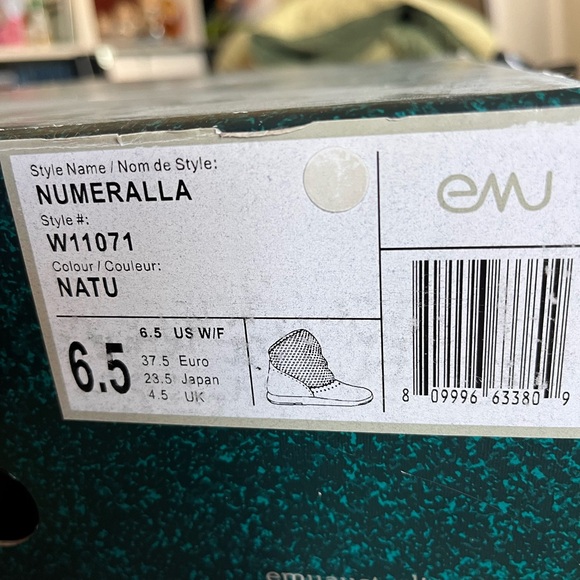 Style Name / Nom de Style:
NUMERALLA
Style #:
W11071
Colour / Couleur:
NATU
emu
6.5
6.5 US W/F
37.5 Euro
23.5 Japan
4.5 UK
8 09996 63380 9